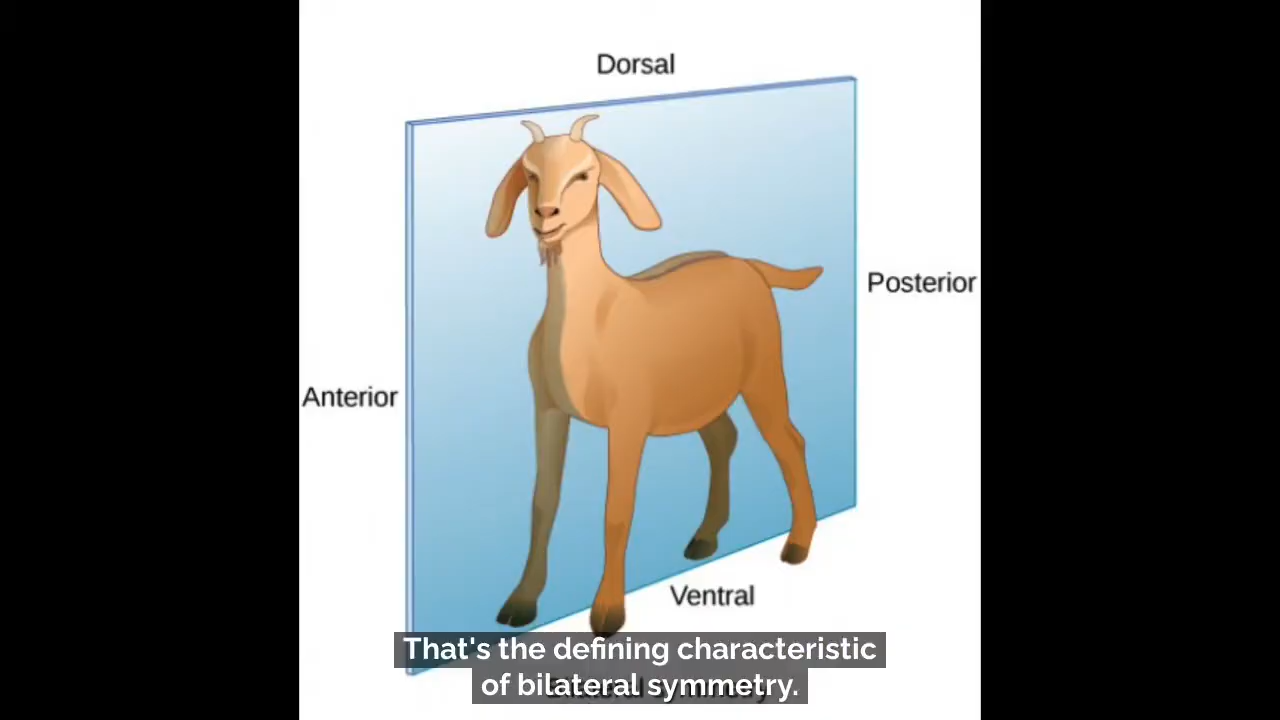 Dorsal
Posterior
Anterior
Ventral
That's the defining characteristic
of bilateral symmetry.